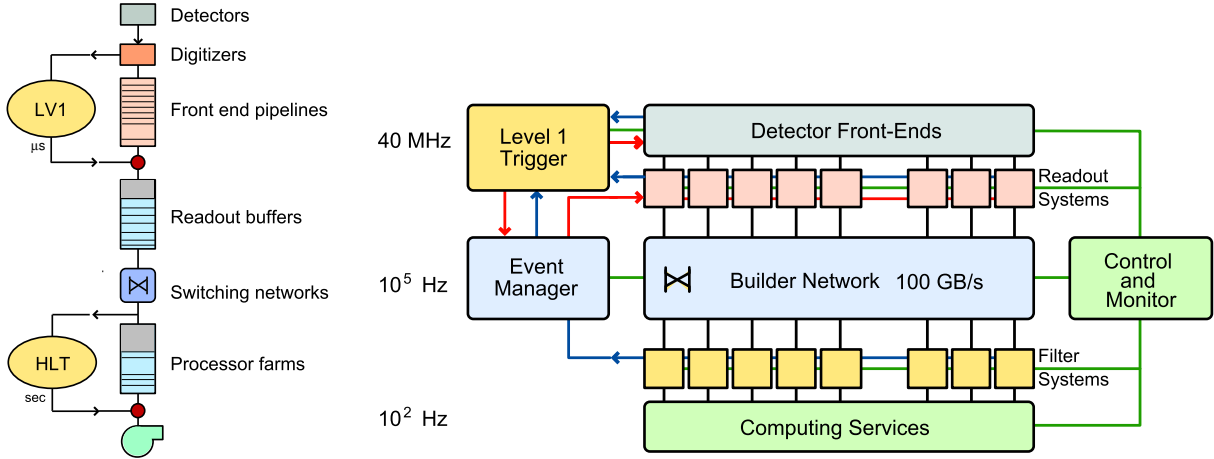 Detectors
Digitizers
LV1
Front end pipelines
μs
Readout buffers
Switching networks
HLT
Processor farms
sec
40 MHz
Level 1
Trigger
Detector Front-Ends
Readout
Systems
10⁵ Hz
Event
Manager
Builder Network 100 GB/s
Control
and
Monitor
Filter
Systems
10² Hz
Computing Services